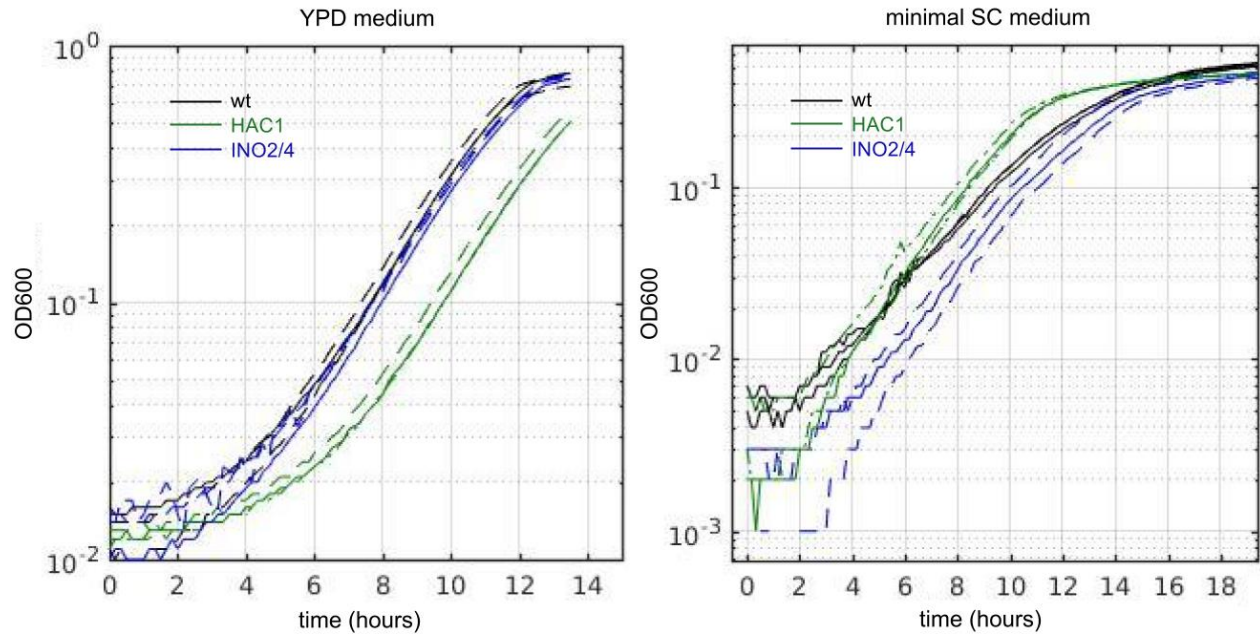 YPD medium
10^0
10^-1
10^-2
OD600
wt
HAC1
INO2/4
0 2 4 6 8 10 12 14
time (hours)
minimal SC medium
10^-1
10^-2
10^-3
OD600
wt
HAC1
INO2/4
0 2 4 6 8 10 12 14 16 18
time (hours)